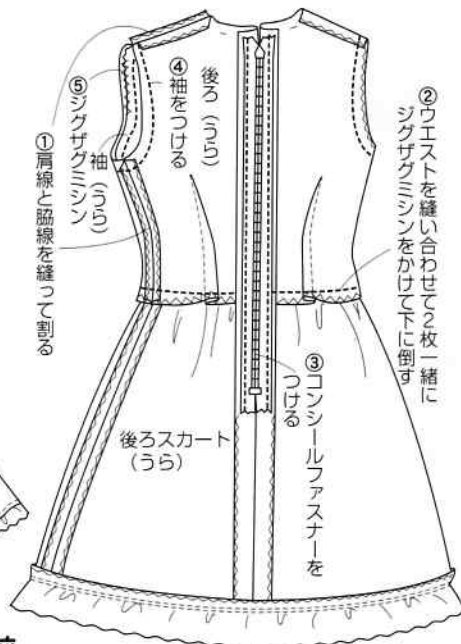 ②ウエストを縫い合わせて2枚一緒に
ジグザグミシンをかけて下に倒す
③コンシールファスナーを
つける
後ろ（うら）
④袖をつける
袖（うら）
⑤ジグザグミシン
①肩線と脇線を縫って割る
後ろスカート
（うら）